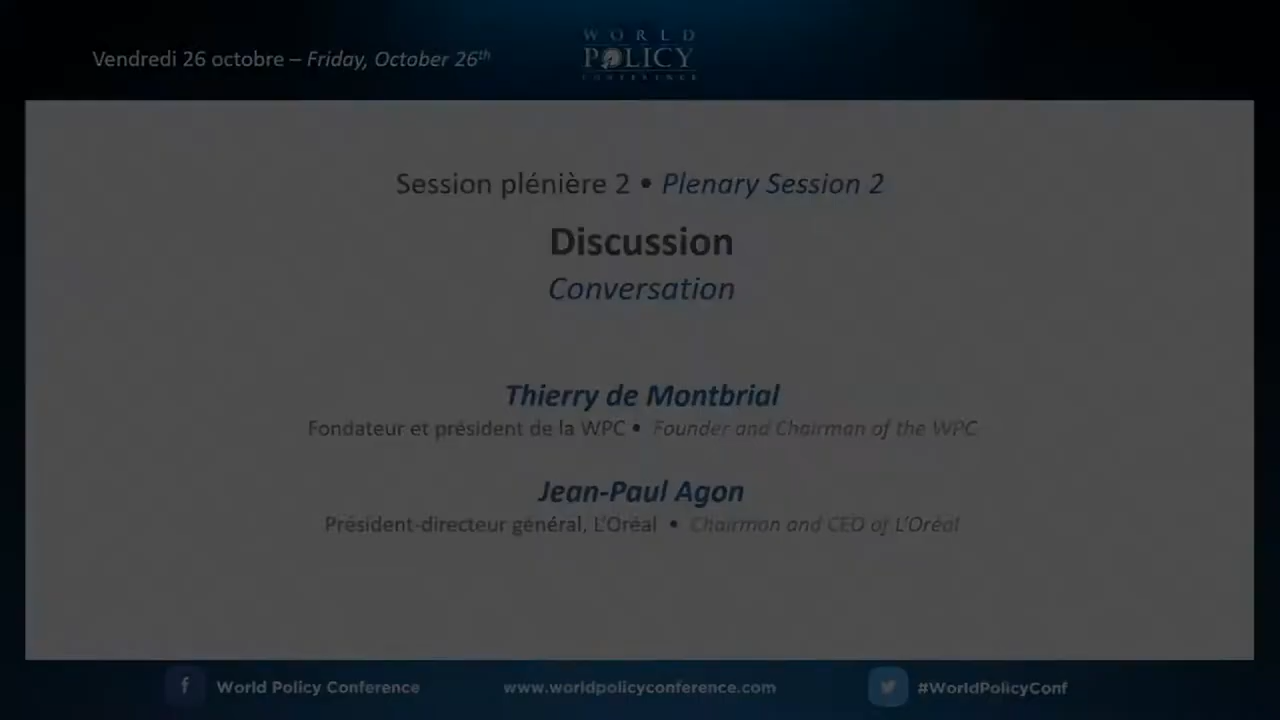 Vendredi 26 octobre – Friday, October 26th
WORLD
POLICY
CONFERENCE
Session plénière 2 • Plenary Session 2
Discussion
Conversation
Thierry de Montbrial
Fondateur et président de la WPC • Founder and Chairman of the WPC
Jean-Paul Agon
Président-directeur général, L'Oréal • Chairman and CEO of L'Oréal
f World Policy Conference
www.worldpolicyconference.com
#WorldPolicyConf